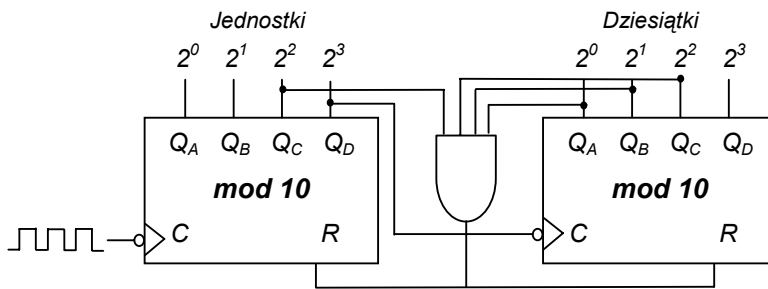 Jednostki Dziesiątki
2⁰ 2¹ 2² 2³ 2⁰ 2¹ 2² 2³
Q_A Q_B Q_C Q_D Q_A Q_B Q_C Q_D
mod 10 mod 10
C R C R